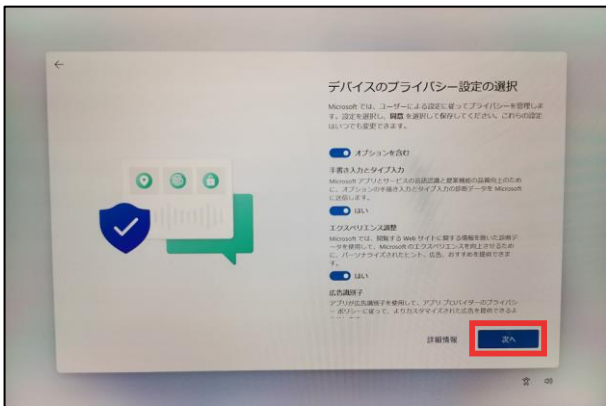 デバイスのプライバシー設定の選択
Microsoft では、ユーザーによる設定に従ってプライバシーを管理しま
す。設定を選択し、同意 を選択して保存してください。これらの設定
はいつでも変更できます。
オプションを含む
手書き入力とタイプ入力
Microsoft アプリとサービスの言語認識と提案機能の品質向上のため
に、オプションの手書き入力とタイプ入力の診断データを Microsoft
に送信します。
はい
エクスペリエンス調整
Microsoft では、閲覧する Web サイトに関する情報を除いた診断デ
ータを使用して、Microsoft のエクスペリエンスを向上させるため
に、パーソナライズされたヒント、広告、おすすめを提供できま
す。
はい
広告識別子
アプリが広告識別子を使用して、アプリ プロバイダーのプライバシ
ー ポリシーに従って、よりカスタマイズされた広告を提供できるよ
詳細情報
次へ